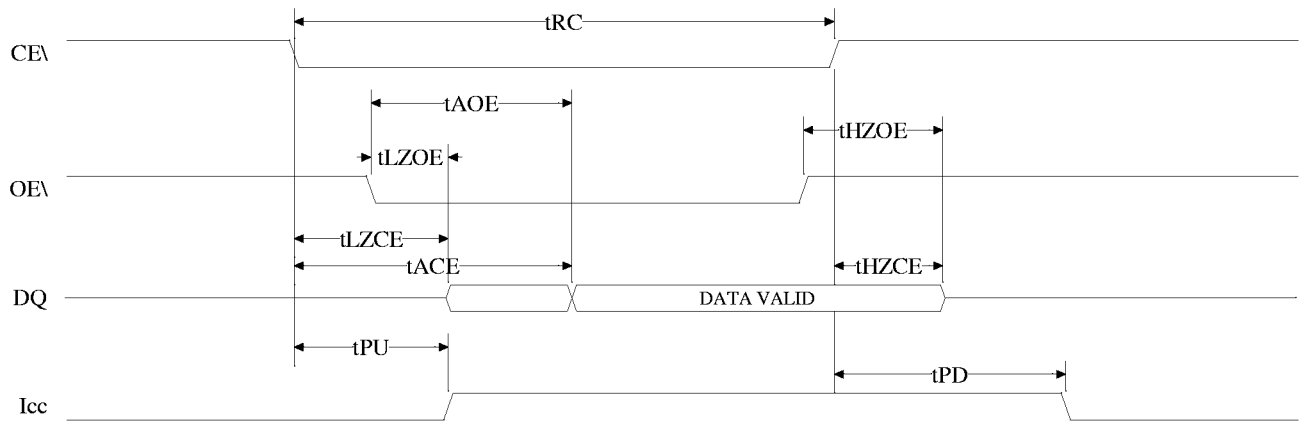 tRC
CE\
tAOE
tHZOE
tLZOE
OE\
tLZCE
tACE
tHZCE
DQ
DATA VALID
tPU
tPD
Icc